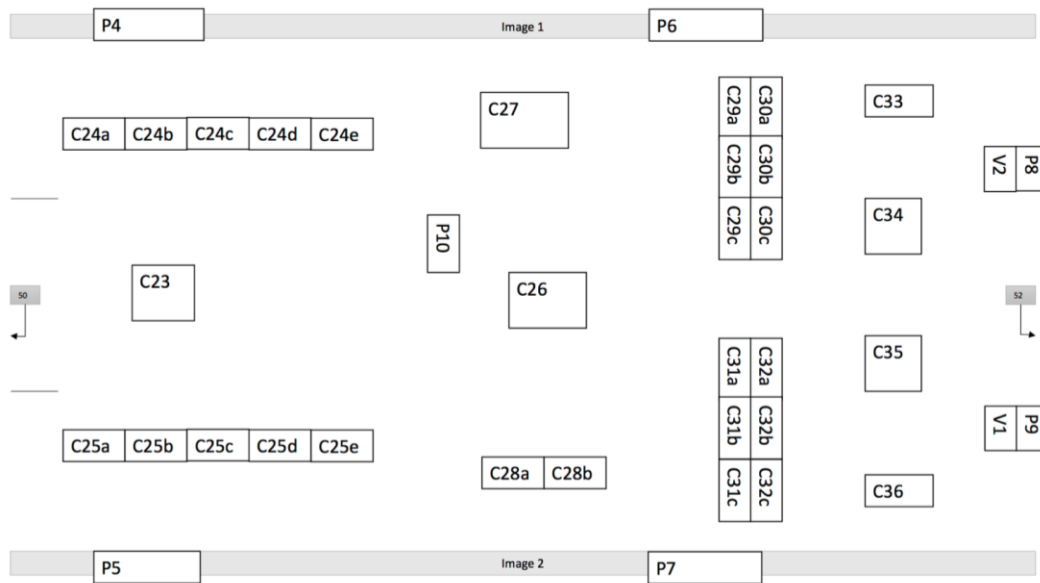 P4
Image 1
P6
C24a C24b C24c C24d C24e
C27
C29a C30a
C29b C30b
C29c C30c
C33
V2 P8
P10
C34
C23
C26
50
52
C31a C32a
C31b C32b
C31c C32c
C35
V1 P9
C25a C25b C25c C25d C25e
C28a C28b
C36
P5
Image 2
P7